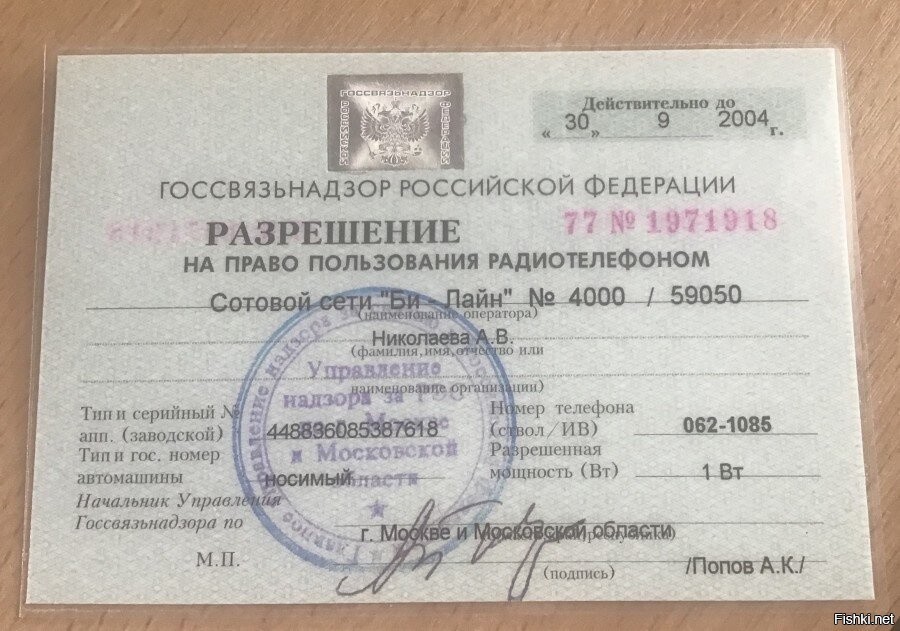 ГОССВЯЗЬНАДЗОР
Действительно до
« 30 » 9 2004 г.
ГОССВЯЗЬНАДЗОР РОССИЙСКОЙ ФЕДЕРАЦИИ
77 № 1971918
РАЗРЕШЕНИЕ
НА ПРАВО ПОЛЬЗОВАНИЯ РАДИОТЕЛЕФОНОМ
Сотовой сети "Би - Лайн" № 4000 / 59050
(наименование оператора)
Николаева А.В.
(фамилия,имя,отчество или
наименование организации)
Тип и серийный №
апп. (заводской) 448836085387618
Тип и гос. номер
автомашины носимый
Номер телефона
(ствол/ИВ) 062-1085
Разрешенная
мощность (Вт) 1 Вт
Начальник Управления
Госсвязьнадзора по
г. Москве и Московской области
М.П.
(подпись)
/Попов А.К./
Управление
надзора за
Москве
и Московской
области
Fishki.net